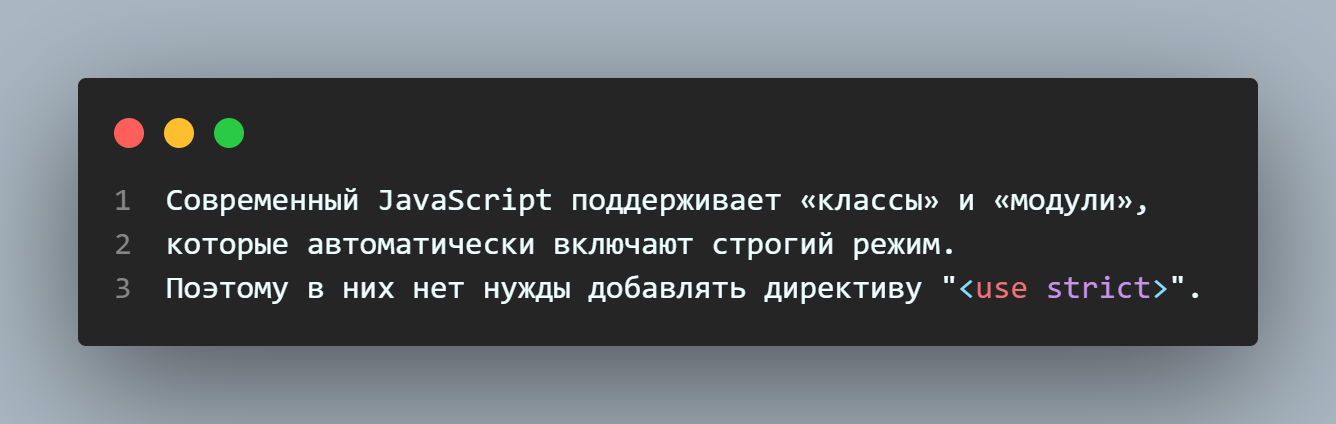 1 Современный JavaScript поддерживает «классы» и «модули»,
2 которые автоматически включают строгий режим.
3 Поэтому в них нет нужды добавлять директиву "<use strict>".